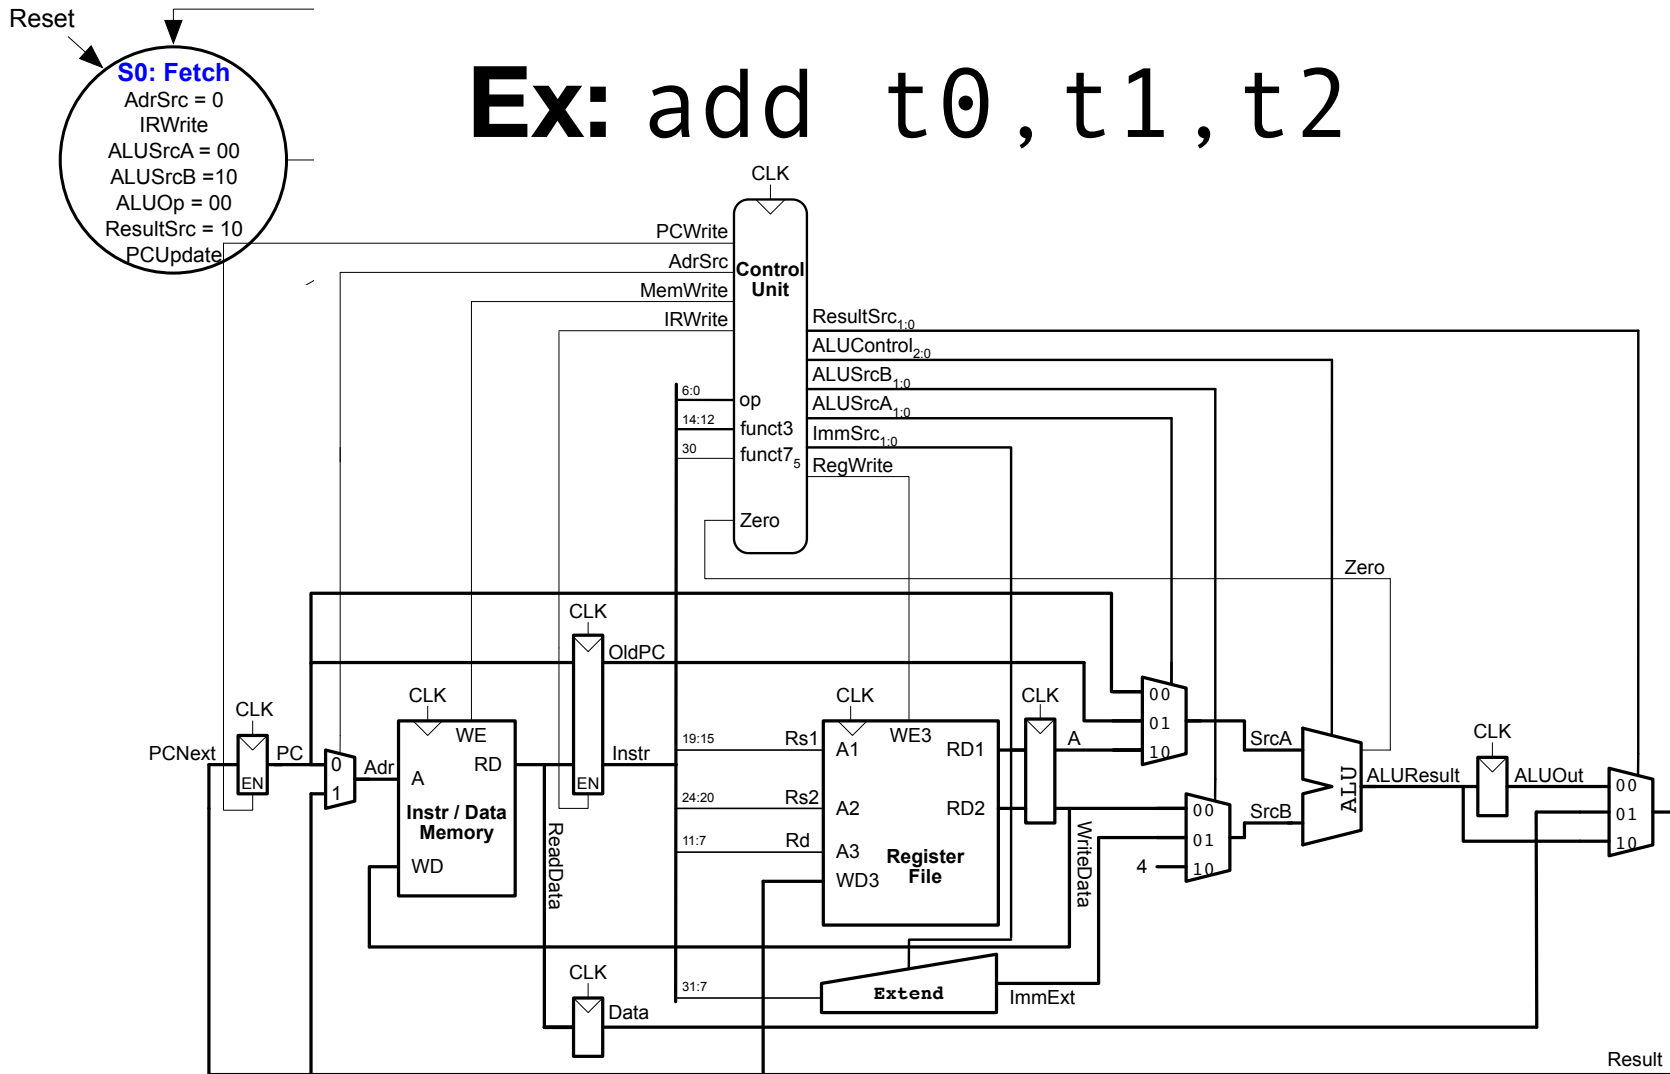 Reset
S0: Fetch
AdrSrc = 0
IRWrite
ALUSrcA = 00
ALUSrcB =10
ALUOp = 00
ResultSrc = 10
PCUpdate
Ex: add t0,t1,t2
CLK
PCWrite
AdrSrc
MemWrite
IRWrite
Control
Unit
ResultSrc1:0
ALUControl2:0
ALUSrcB1:0
ALUSrcA1:0
ImmSrc1:0
RegWrite
6:0
op
14:12
funct3
30
funct75
Zero
Zero
CLK
OldPC
CLK
PCNext
EN
PC
0
1
Adr
CLK
WE
A
RD
Instr / Data
Memory
WD
EN
Instr
ReadData
19:15
Rs1
24:20
Rs2
11:7
Rd
31:7
CLK
WE3
A1
RD1
A2
RD2
A3
WD3
Register
File
CLK
A
WriteData
00
01
10
SrcA
00
01
4
10
SrcB
ALU
ALUResult
CLK
ALUOut
00
01
10
Extend
ImmExt
CLK
Data
Result